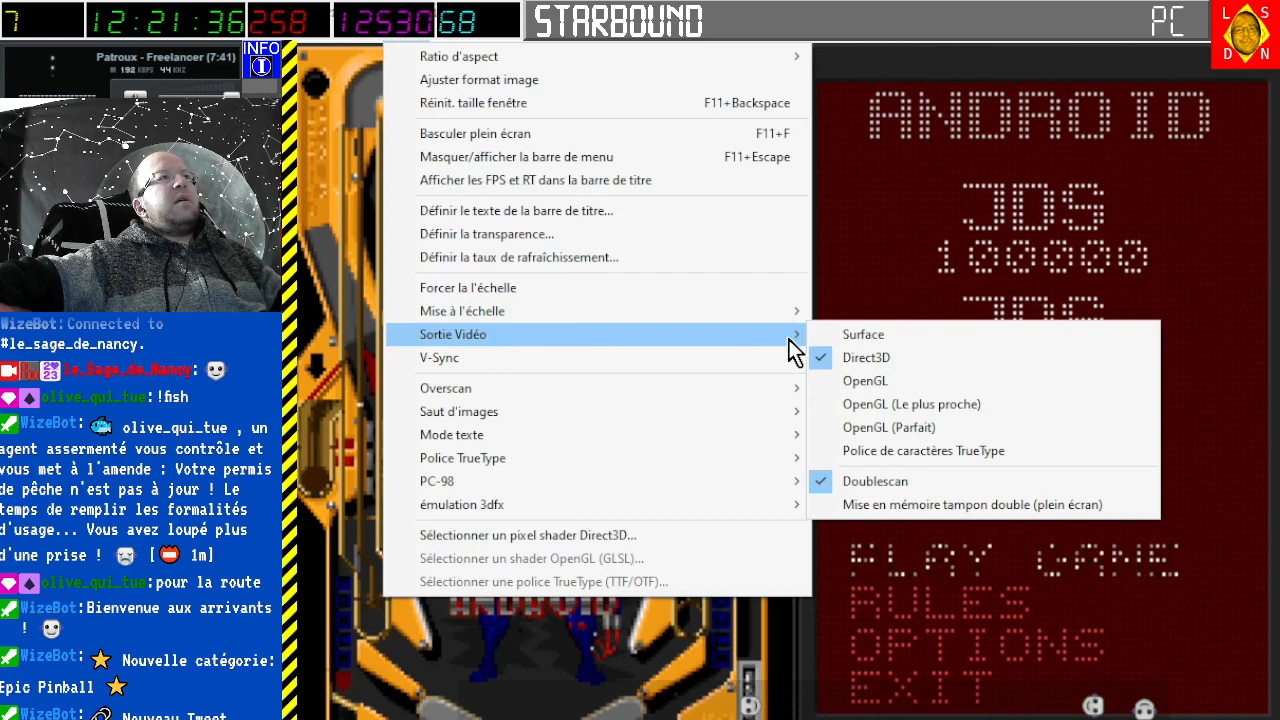 7
12:21:36
258
12530
68
STARBOUND
PC
L S
D N
Patroux - Freelancer (7:41)
192 KBPS 44 KHZ
INFO
WizeBot: Connected to
#le_sage_de_nancy.
le_Sage_de_Nancy:
olive_qui_tue: !fish
WizeBot: olive_qui_tue , un
agent assermenté vous contrôle et
vous met à l'amende : Votre permis
de pêche n'est pas à jour ! Le
temps de remplir les formalités
d'usage... Vous avez loupé plus
d'une prise ! [ 1m]
olive_qui_tue:pour la route
WizeBot:Bienvenue aux arrivants
!
WizeBot: Nouvelle catégorie:
Epic Pinball
WizeBot: Nouveau Tweet
Ratio d'aspect
Ajuster format image
Réinit. taille fenêtre F11+Backspace
Basculer plein écran F11+F
Masquer/afficher la barre de menu F11+Escape
Afficher les FPS et RT dans la barre de titre
Définir le texte de la barre de titre...
Définir la transparence...
Définir la taux de rafraîchissement...
Forcer la l'échelle
Mise à l'échelle
Sortie Vidéo
V-Sync
Overscan
Saut d'images
Mode texte
Police TrueType
PC-98
émulation 3dfx
Sélectionner un pixel shader Direct3D...
Sélectionner un shader OpenGL (GLSL)...
Sélectionner une police TrueType (TTF/OTF)...
Surface
Direct3D
OpenGL
OpenGL (Le plus proche)
OpenGL (Parfait)
Police de caractères TrueType
Doublescan
Mise en mémoire tampon double (plein écran)
ANDROID
JDS
100000
PLAY GAME
RULES
OPTIONS
EXIT